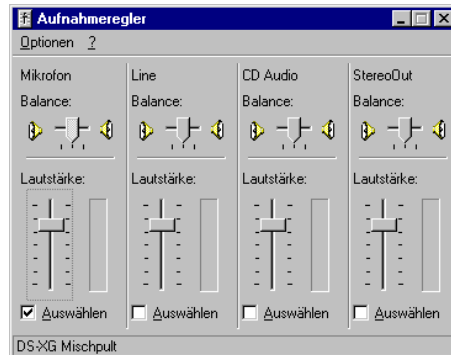 Aufnahmeregler
Optionen ?
Mikrofon Line CD Audio StereoOut
Balance: Balance: Balance: Balance:
Lautstärke: Lautstärke: Lautstärke: Lautstärke:
Auswählen Auswählen Auswählen Auswählen
DS-XG Mischpult